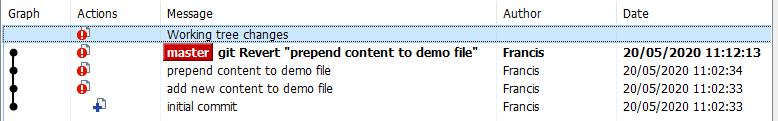 Graph Actions Message Author Date
Working tree changes
master git Revert "prepend content to demo file" Francis 20/05/2020 11:12:13
prepend content to demo file Francis 20/05/2020 11:02:34
add new content to demo file Francis 20/05/2020 11:02:33
initial commit Francis 20/05/2020 11:02:33